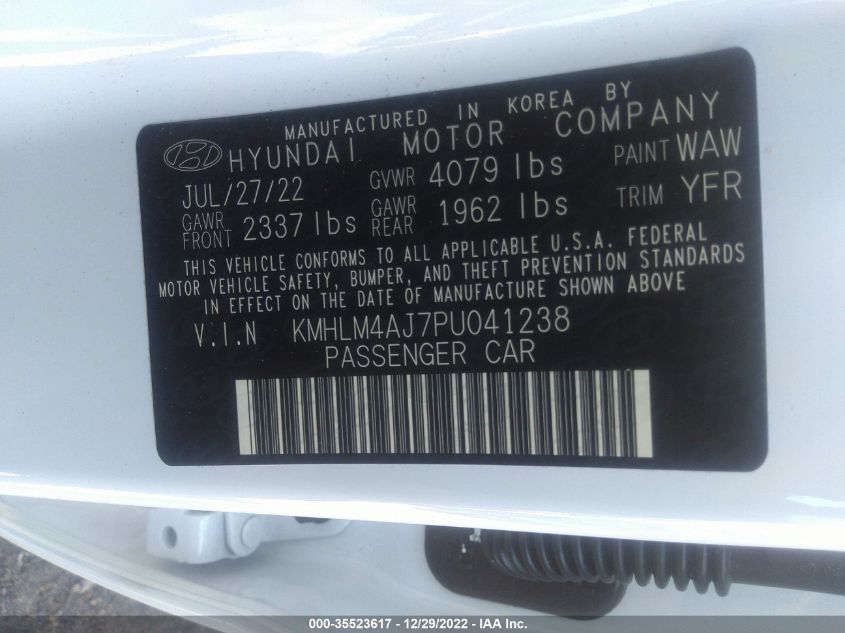 MANUFACTURED IN KOREA BY
HYUNDAI MOTOR COMPANY
JUL/27/22 GVWR 4079 lbs PAINT WAW
GAWR FRONT 2337 lbs GAWR REAR 1962 lbs TRIM YFR
THIS VEHICLE CONFORMS TO ALL APPLICABLE U.S.A. FEDERAL
MOTOR VEHICLE SAFETY, BUMPER, AND THEFT PREVENTION STANDARDS
IN EFFECT ON THE DATE OF MANUFACTURE SHOWN ABOVE
V.I.N KMHLM4AJ7PU041238
PASSENGER CAR
000-35523617 - 12/29/2022 - IAA Inc.